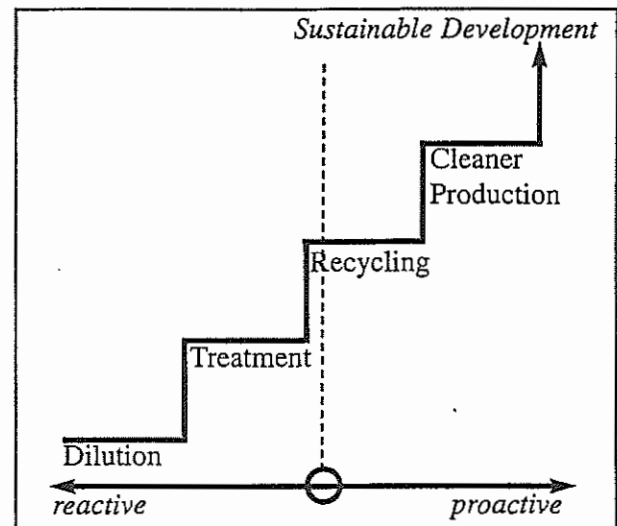 Sustainable Development
Cleaner
Production
Recycling
Treatment
Dilution
reactive
proactive